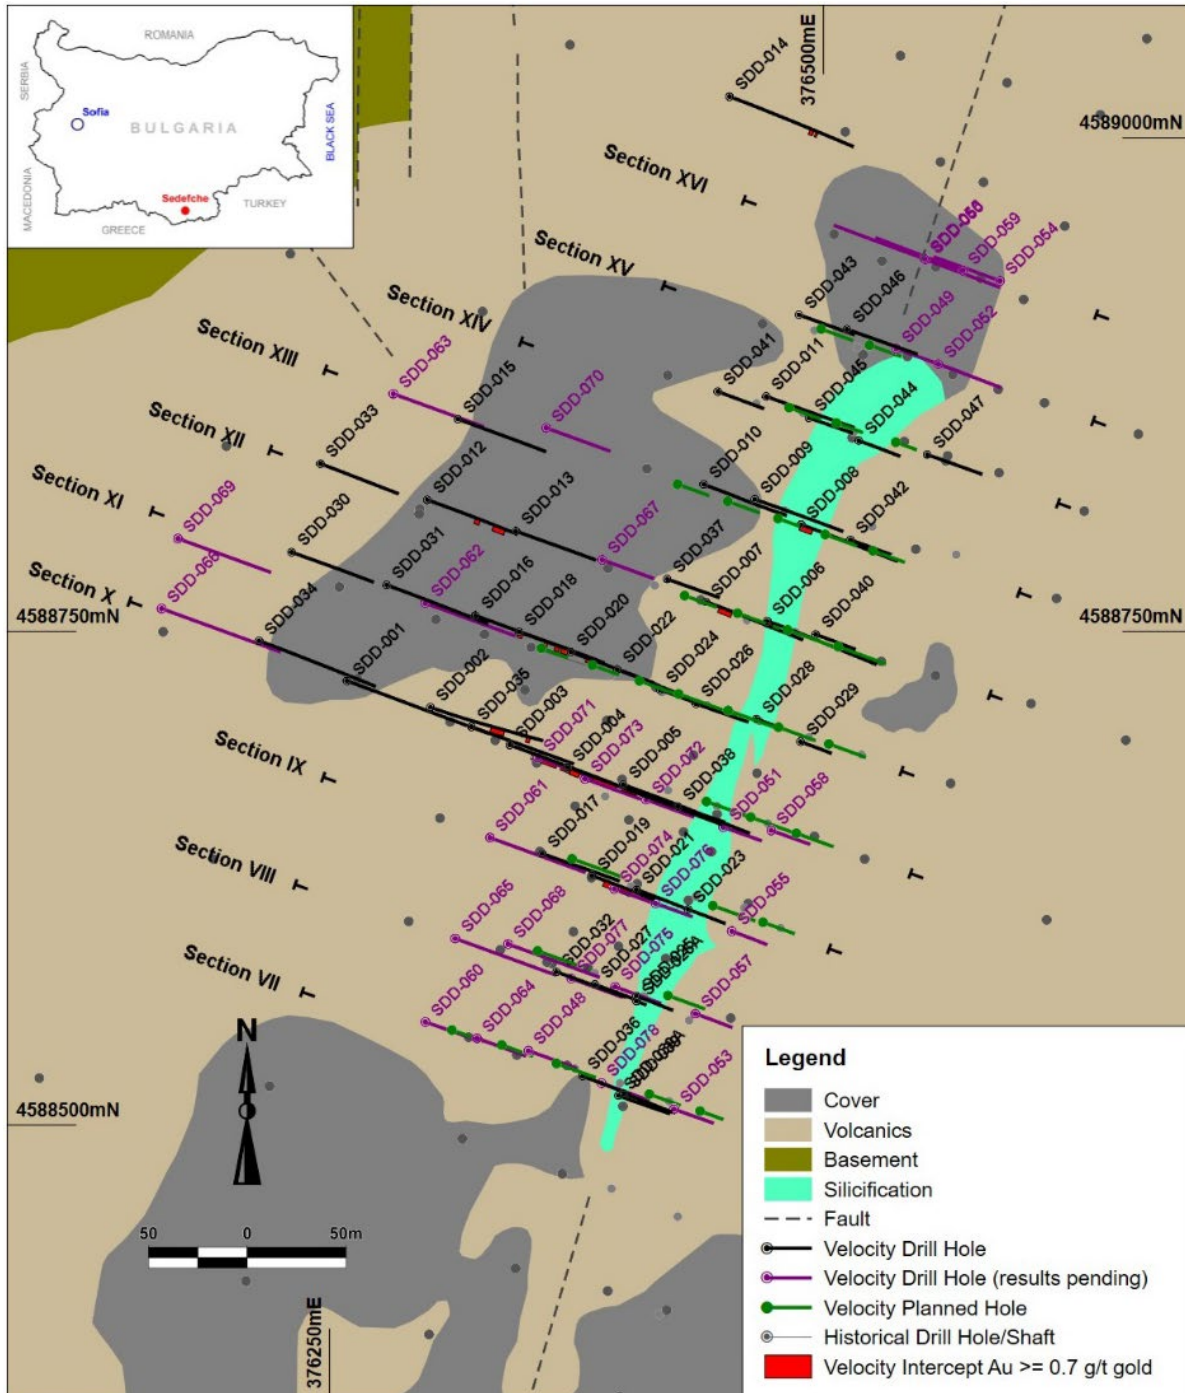 ROMANIA
SERBIA
Sofia
BULGARIA
BLACK SEA
MACEDONIA
Sedefche
TURKEY
GREECE
376500mE
4589000mN
SDD-014
Section XVI
Section XV
Section XIV
Section XIII
Section XII
Section XI
Section X
Section IX
Section VIII
Section VII
SDD-059
SDD-054
SDD-043
SDD-046
SDD-049
SDD-052
SDD-041
SDD-011
SDD-045
SDD-044
SDD-047
SDD-063
SDD-015
SDD-070
SDD-010
SDD-009
SDD-008
SDD-042
SDD-033
SDD-012
SDD-013
SDD-067
SDD-037
SDD-007
SDD-006
SDD-040
SDD-069
SDD-030
SDD-031
SDD-062
SDD-016
SDD-018
SDD-020
SDD-022
SDD-024
SDD-026
SDD-028
SDD-029
SDD-066
SDD-034
4588750mN
SDD-001
SDD-002
SDD-035
SDD-003
SDD-071
SDD-004
SDD-073
SDD-005
SDD-072
SDD-038
SDD-051
SDD-058
SDD-061
SDD-017
SDD-019
SDD-074
SDD-021
SDD-076
SDD-023
SDD-055
SDD-065
SDD-068
SDD-032
SDD-077
SDD-027
SDD-075
SDD-057
SDD-060
SDD-064
SDD-048
SDD-036
SDD-078
SDD-053
4588500mN
N
50 0 50m
376250mE
Legend
Cover
Volcanics
Basement
Silicification
Fault
Velocity Drill Hole
Velocity Drill Hole (results pending)
Velocity Planned Hole
Historical Drill Hole/Shaft
Velocity Intercept Au >= 0.7 g/t gold